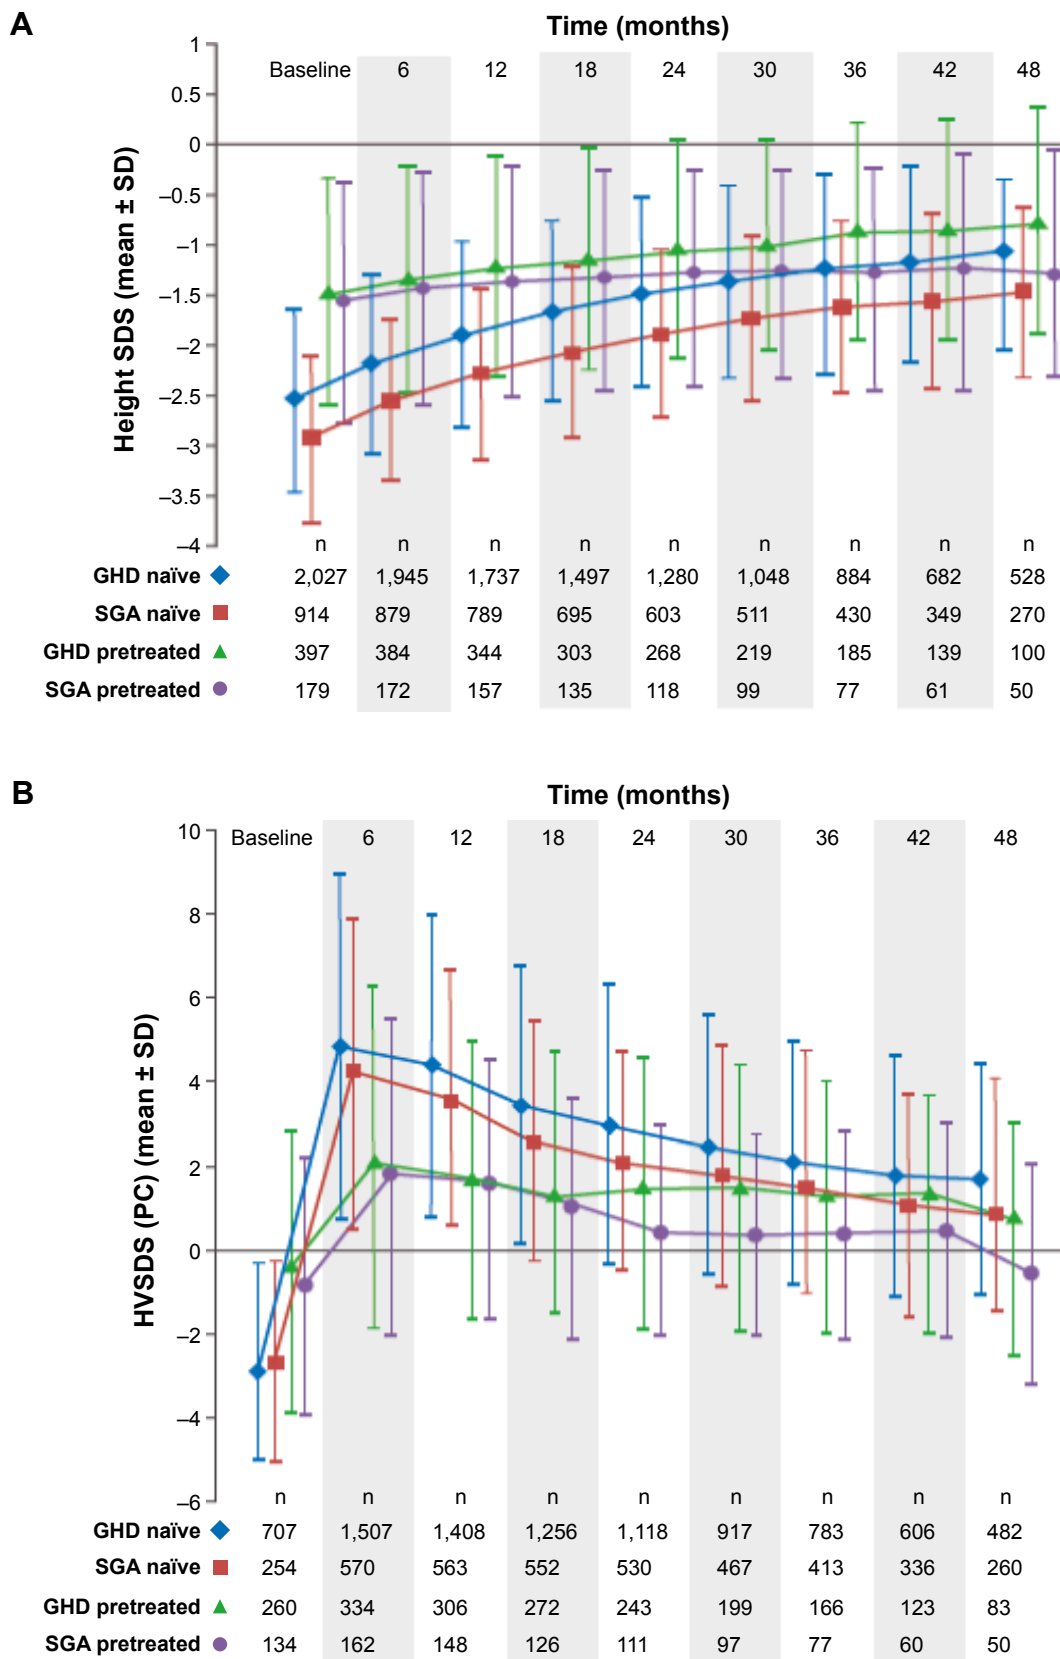 A
Time (months)
Baseline 6 12 18 24 30 36 42 48
Height SDS (mean ± SD)
1
0.5
0
–0.5
–1
–1.5
–2
–2.5
–3
–3.5
–4
n n n n n n n n n
GHD naïve 2,027 1,945 1,737 1,497 1,280 1,048 884 682 528
SGA naïve 914 879 789 695 603 511 430 349 270
GHD pretreated 397 384 344 303 268 219 185 139 100
SGA pretreated 179 172 157 135 118 99 77 61 50
B
Time (months)
Baseline 6 12 18 24 30 36 42 48
HVSDS (PC) (mean ± SD)
10
8
6
4
2
0
–2
–4
–6
n n n n n n n n n
GHD naïve 707 1,507 1,408 1,256 1,118 917 783 606 482
SGA naïve 254 570 563 552 530 467 413 336 260
GHD pretreated 260 334 306 272 243 199 166 123 83
SGA pretreated 134 162 148 126 111 97 77 60 50